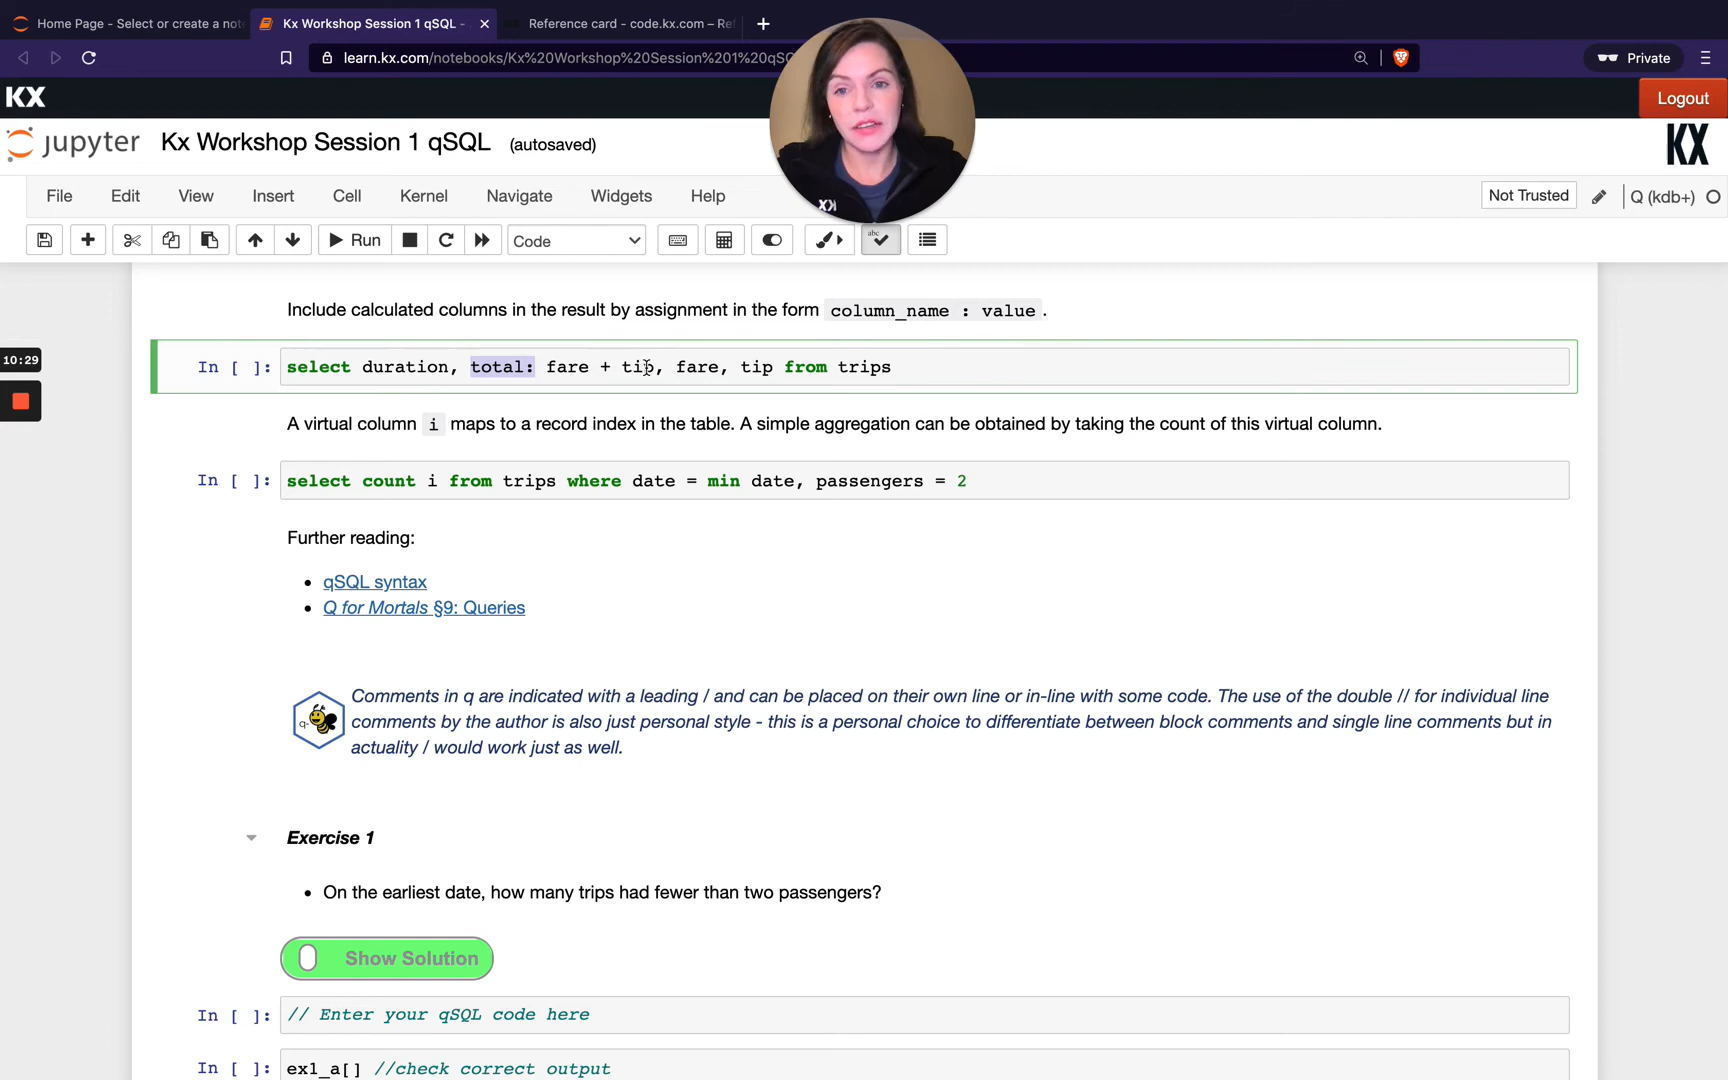 Home Page - Select or create a not
Kx Workshop Session 1 qSQL -
Reference card - code.kx.com – Ref
learn.kx.com/notebooks/Kx%20Workshop%20Session%201%20qSQ
Private
KX
Logout
jupyter Kx Workshop Session 1 qSQL (autosaved)
KX
KX
File Edit View Insert Cell Kernel Navigate Widgets Help
Not Trusted
Q (kdb+)
Run
Code
abc
Include calculated columns in the result by assignment in the form column_name : value .
10:29
In [ ]: select duration, total: fare + tip, fare, tip from trips
A virtual column i maps to a record index in the table. A simple aggregation can be obtained by taking the count of this virtual column.
In [ ]: select count i from trips where date = min date, passengers = 2
Further reading:
• qSQL syntax
• Q for Mortals §9: Queries
q-
Comments in q are indicated with a leading / and can be placed on their own line or in-line with some code. The use of the double // for individual line
comments by the author is also just personal style - this is a personal choice to differentiate between block comments and single line comments but in
actuality / would work just as well.
Exercise 1
• On the earliest date, how many trips had fewer than two passengers?
Show Solution
In [ ]: // Enter your qSQL code here
In [ ]: ex1_a[] //check correct output